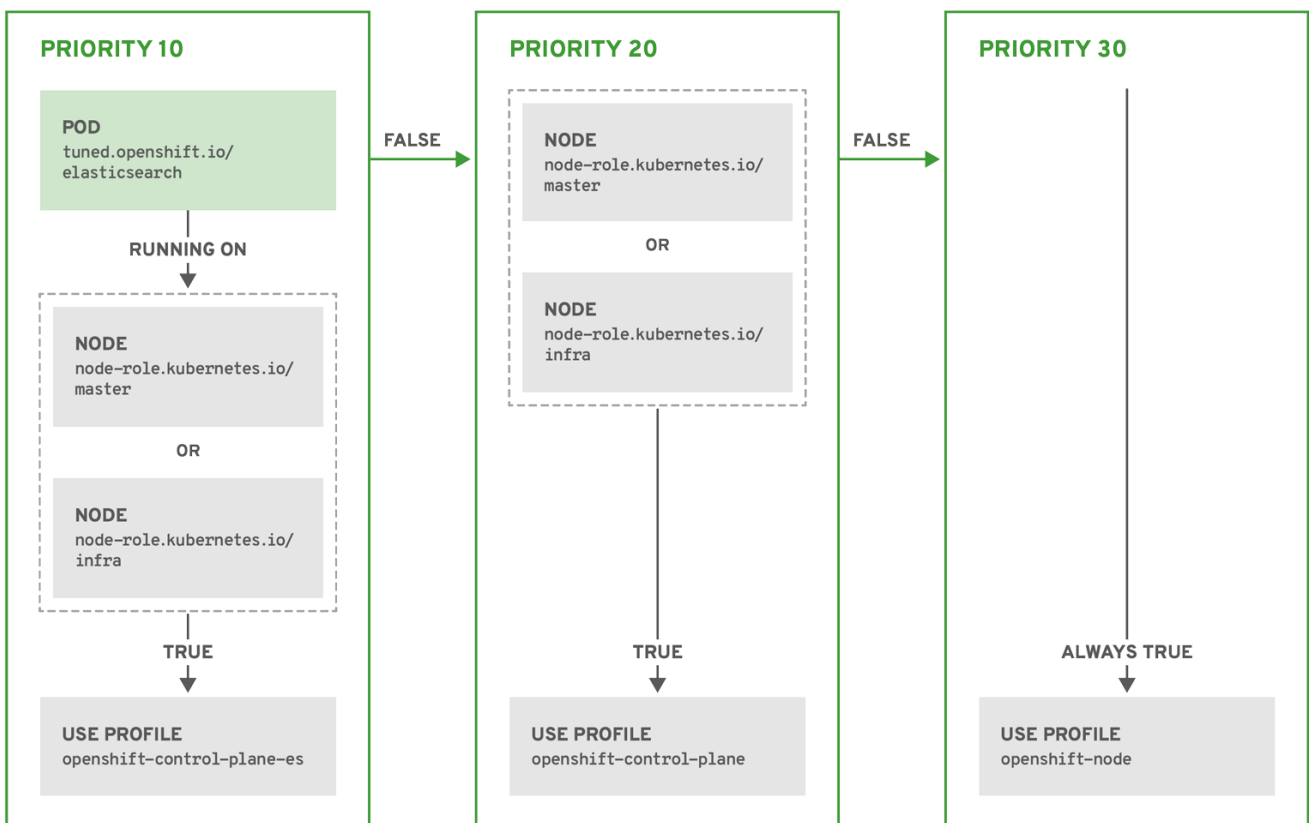 PRIORITY 10
POD
tuned.openshift.io/
elasticsearch
RUNNING ON
NODE
node-role.kubernetes.io/
master
OR
NODE
node-role.kubernetes.io/
infra
TRUE
USE PROFILE
openshift-control-plane-es
FALSE
PRIORITY 20
NODE
node-role.kubernetes.io/
master
OR
NODE
node-role.kubernetes.io/
infra
TRUE
USE PROFILE
openshift-control-plane
FALSE
PRIORITY 30
ALWAYS TRUE
USE PROFILE
openshift-node